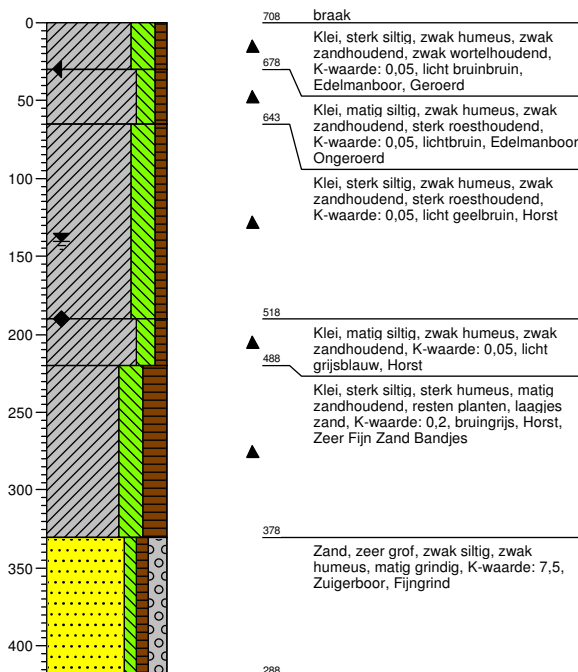 0
50
100
150
200
250
300
350
400
708 braak
Klei, sterk siltig, zwak humeus, zwak
zandhoudend, zwak wortelhoudend,
K-waarde: 0,05, licht bruinbruin,
Edelmanboor, Geroerd
678
Klei, matig siltig, zwak humeus, zwak
zandhoudend, sterk roesthoudend,
K-waarde: 0,05, lichtbruin, Edelmanboor
Ongeroerd
643
Klei, sterk siltig, zwak humeus, zwak
zandhoudend, sterk roesthoudend,
K-waarde: 0,05, licht geelbruin, Horst
518
Klei, matig siltig, zwak humeus, zwak
zandhoudend, K-waarde: 0,05, licht
grijsblauw, Horst
488
Klei, sterk siltig, sterk humeus, matig
zandhoudend, resten planten, laagjes
zand, K-waarde: 0,2, bruingrijs, Horst,
Zeer Fijn Zand Bandjes
378
Zand, zeer grof, zwak siltig, zwak
humeus, matig grindig, K-waarde: 7,5,
Zuigerboor, Fijngrind
288